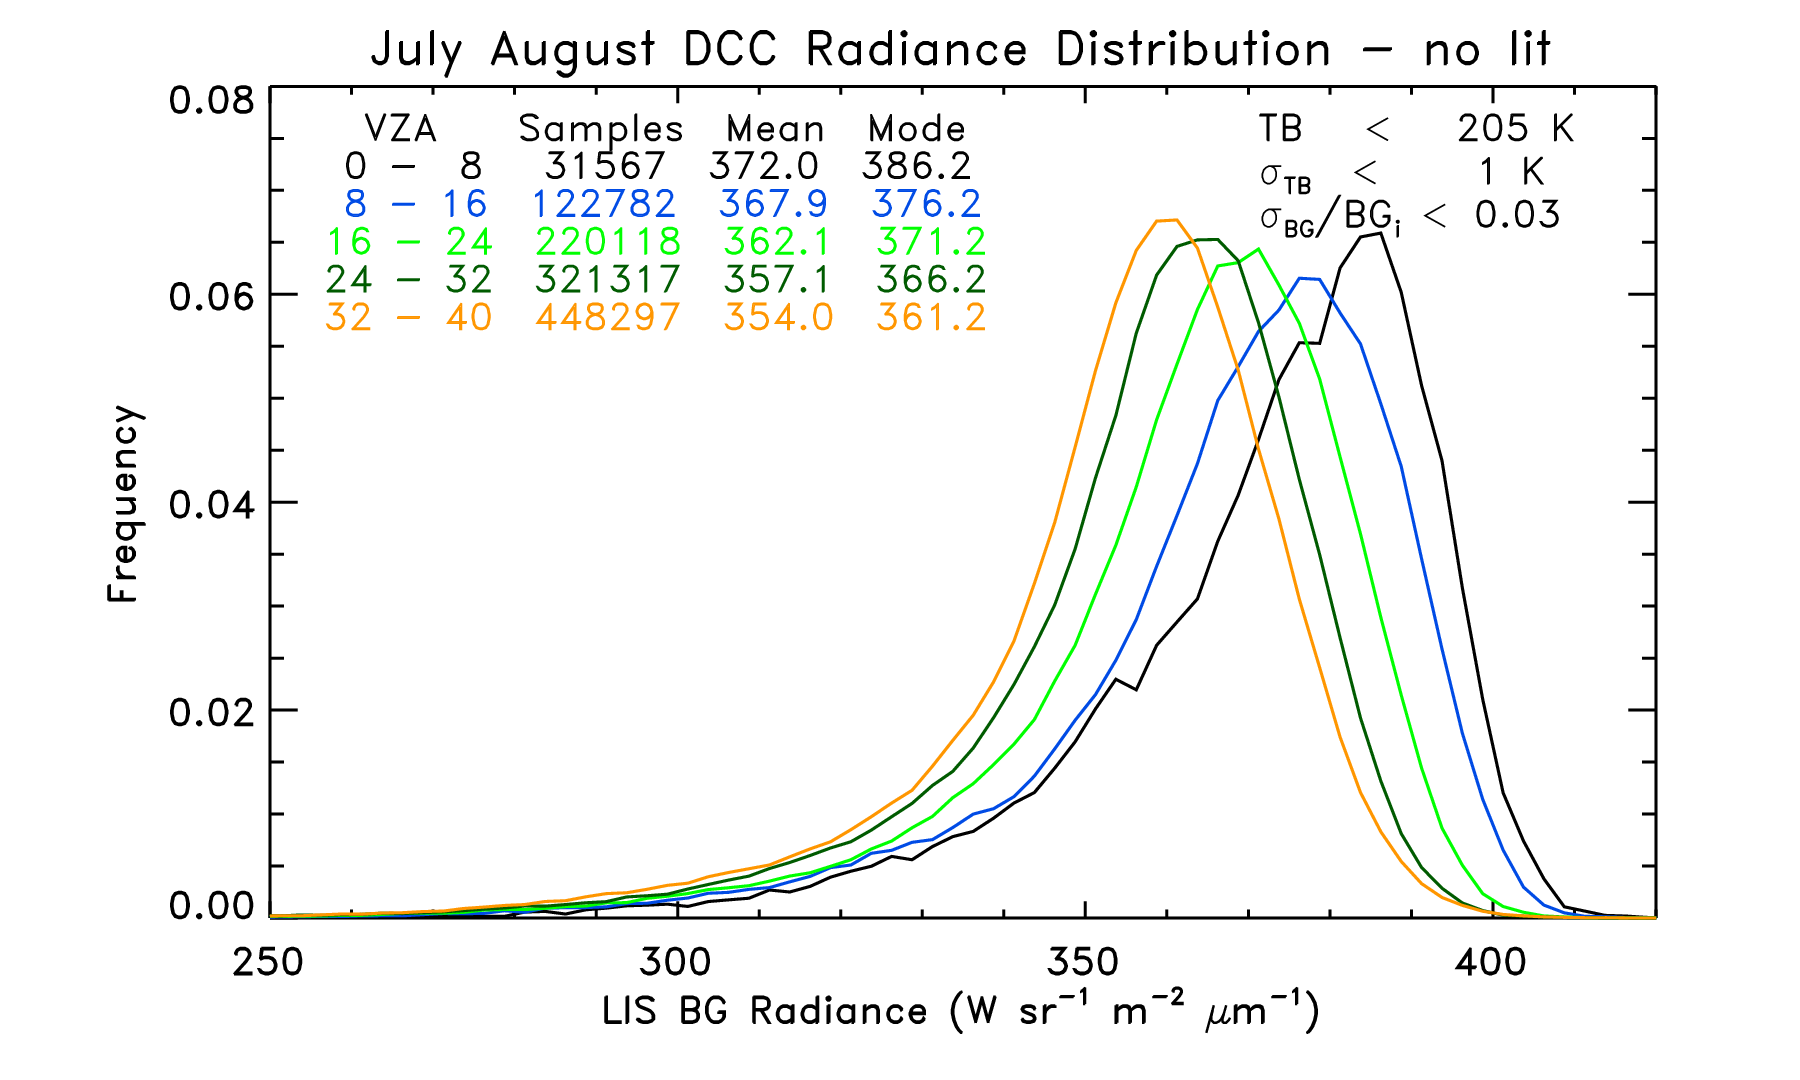 July August DCC Radiance Distribution – no lit
0.08
VZA Samples Mean Mode TB < 205 K
0 – 8 31567 372.0 386.2 σTB < 1 K
8 – 16 122782 367.9 376.2 σBG/BGi < 0.03
16 – 24 220118 362.1 371.2
24 – 32 321317 357.1 366.2
0.06
32 – 40 448297 354.0 361.2
Frequency
0.04
0.02
0.00
250 300 350 400
LIS BG Radiance (W sr⁻¹ m⁻² μm⁻¹)